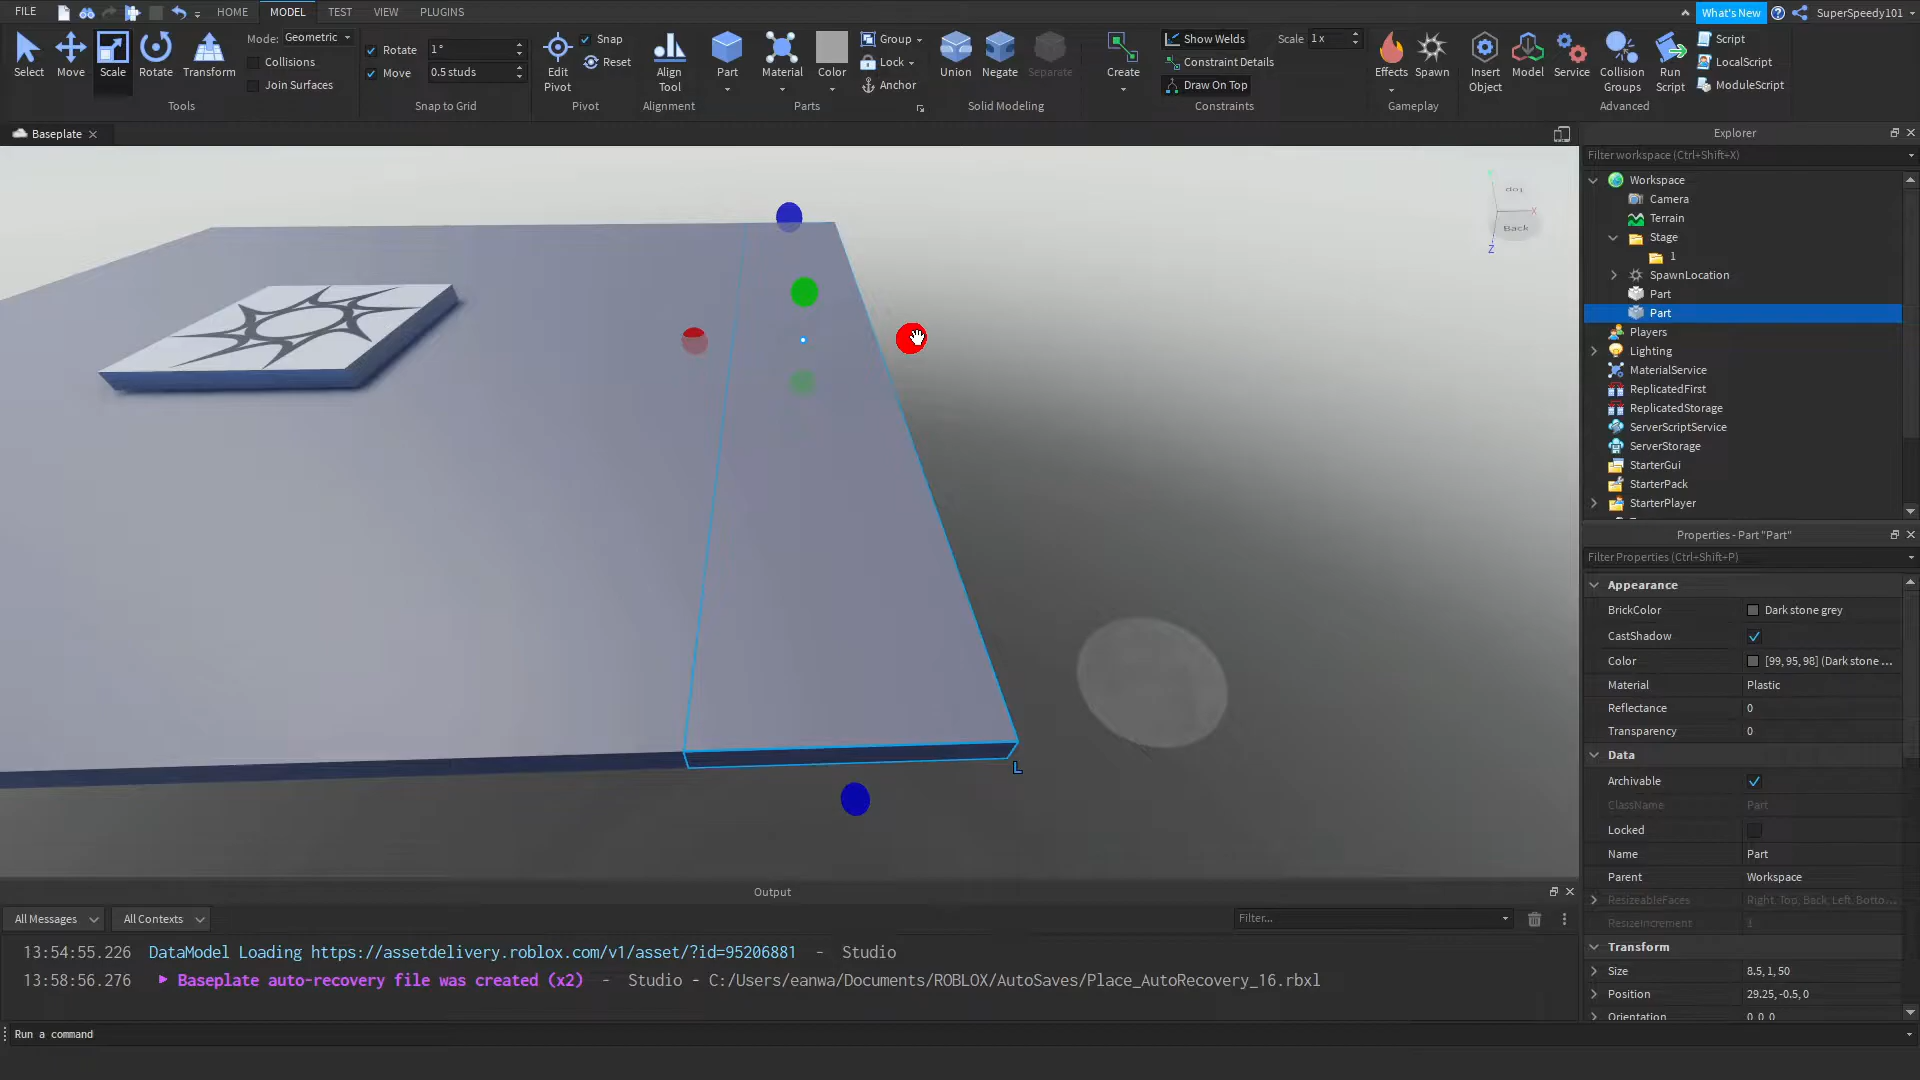 FILE HOME MODEL TEST VIEW PLUGINS What's New SuperSpeedy101
Select Move Scale Rotate Transform
Mode: Geometric
Collisions
Join Surfaces
Tools
Rotate 1°
Move 0.5 studs
Snap to Grid
Edit Pivot
Snap
Reset
Pivot
Align Tool
Alignment
Part Material Color
Group
Lock
Anchor
Parts
Union Negate Separate
Solid Modeling
Create
Show Welds Scale 1 x
Constraint Details
Draw On Top
Constraints
Effects Spawn
Gameplay
Insert Object
Model
Service
Collision Groups
Run Script
Script
LocalScript
ModuleScript
Advanced
Baseplate
Top
Back
X
Z
L
Explorer
Filter workspace (Ctrl+Shift+X)
Workspace
Camera
Terrain
Stage
1
SpawnLocation
Part
Part
Players
Lighting
MaterialService
ReplicatedFirst
ReplicatedStorage
ServerScriptService
ServerStorage
StarterGui
StarterPack
StarterPlayer
Properties - Part "Part"
Filter Properties (Ctrl+Shift+P)
Appearance
BrickColor Dark stone grey
CastShadow
Color [99, 95, 98] (Dark stone ...
Material Plastic
Reflectance 0
Transparency 0
Data
Archivable
ClassName Part
Locked
Name Part
Parent Workspace
ResizeableFaces Right, Top, Back, Left, Botto...
ResizeIncrement 1
Transform
Size 8.5, 1, 50
Position 29.25, -0.5, 0
Orientation 0, 0, 0
Output
All Messages All Contexts Filter...
13:54:55.226 DataModel Loading https://assetdelivery.roblox.com/v1/asset/?id=95206881 - Studio
13:58:56.276 Baseplate auto-recovery file was created (x2) - Studio - C:/Users/eanwa/Documents/ROBLOX/AutoSaves/Place_AutoRecovery_16.rbxl
Run a command